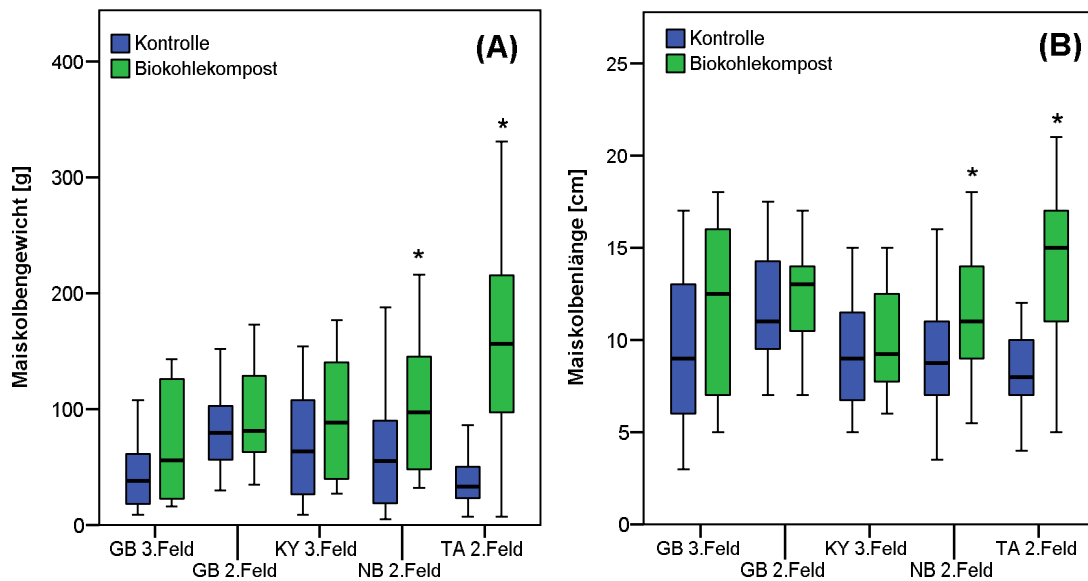 (A)
Kontrolle
Biokohlekompost
Maiskolbengewicht [g]
400
300
200
100
0
GB 3.Feld
GB 2.Feld
KY 3.Feld
NB 2.Feld
TA 2.Feld
*
*
(B)
Kontrolle
Biokohlekompost
Maiskolbenlänge [cm]
25
20
15
10
5
0
GB 3.Feld
GB 2.Feld
KY 3.Feld
NB 2.Feld
TA 2.Feld
*
*